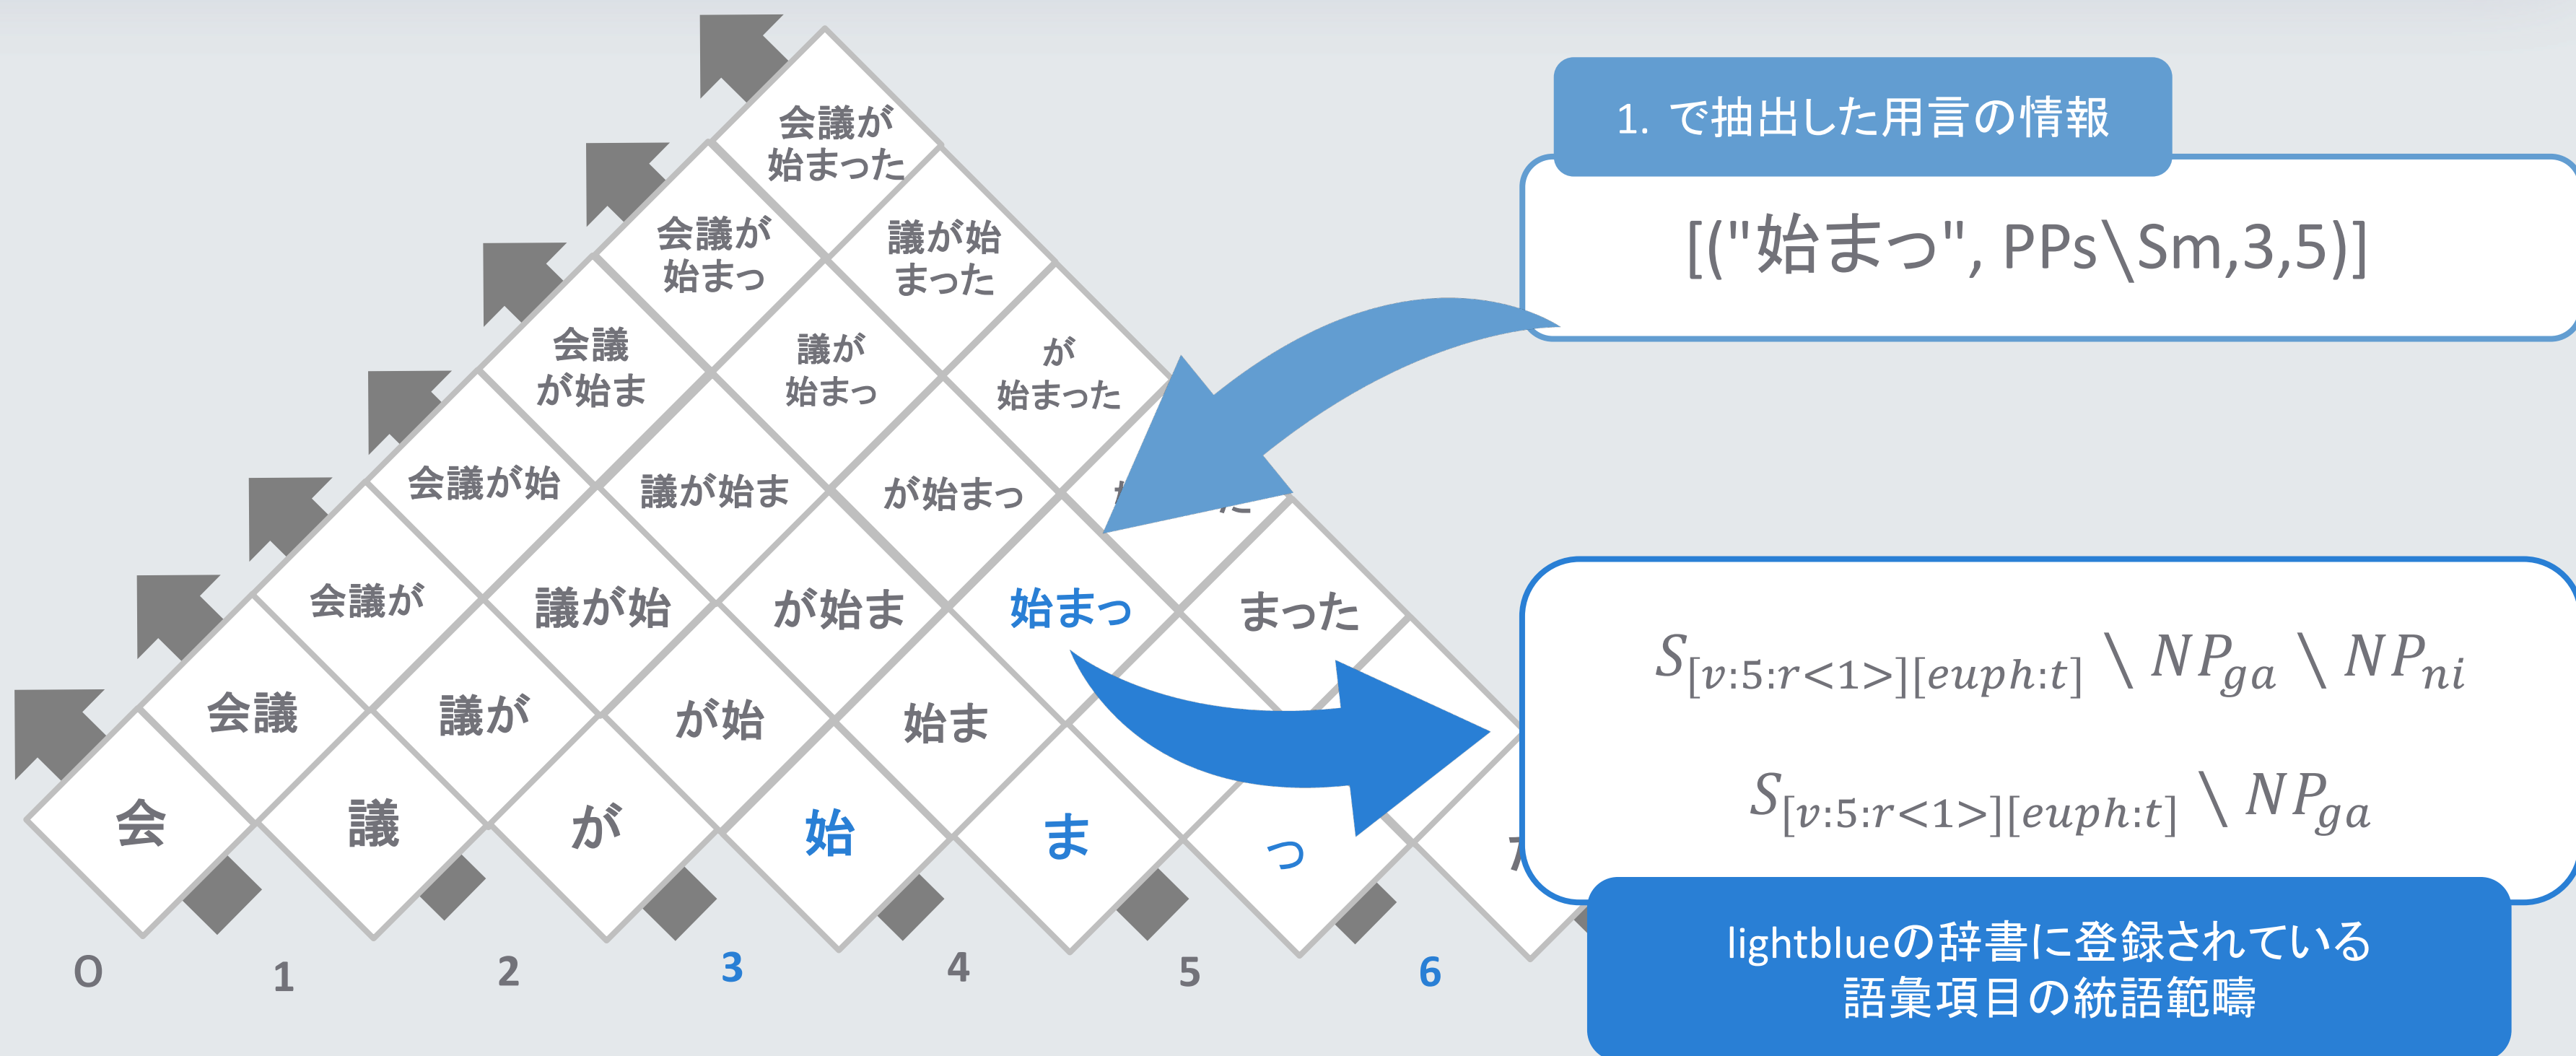 会議が
始まった
会議が
始まっ
議が始
まった
会議
が始ま
議が
始まっ
が
始まった
会議が始
議が始ま
が始まっ
会議が
議が始
が始ま
始まっ
まった
会議
議が
が始
始ま
会
議
が
始
ま
っ
0
1
2
3
4
5
6
1. で抽出した用言の情報
[("始まっ", PPs\Sm,3,5)]
S[v:5:r<1>][euph:t] \ NPga \ NPni
S[v:5:r<1>][euph:t] \ NPga
lightblueの辞書に登録されている
語彙項目の統語範疇